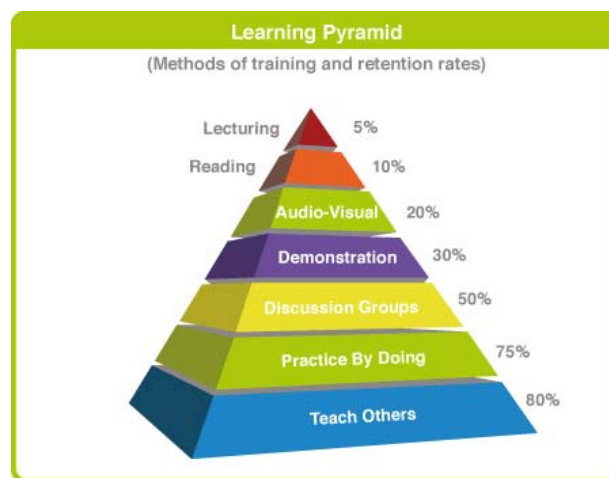 Learning Pyramid
(Methods of training and retention rates)
Lecturing 5%
Reading 10%
Audio-Visual 20%
Demonstration 30%
Discussion Groups 50%
Practice By Doing 75%
Teach Others 80%